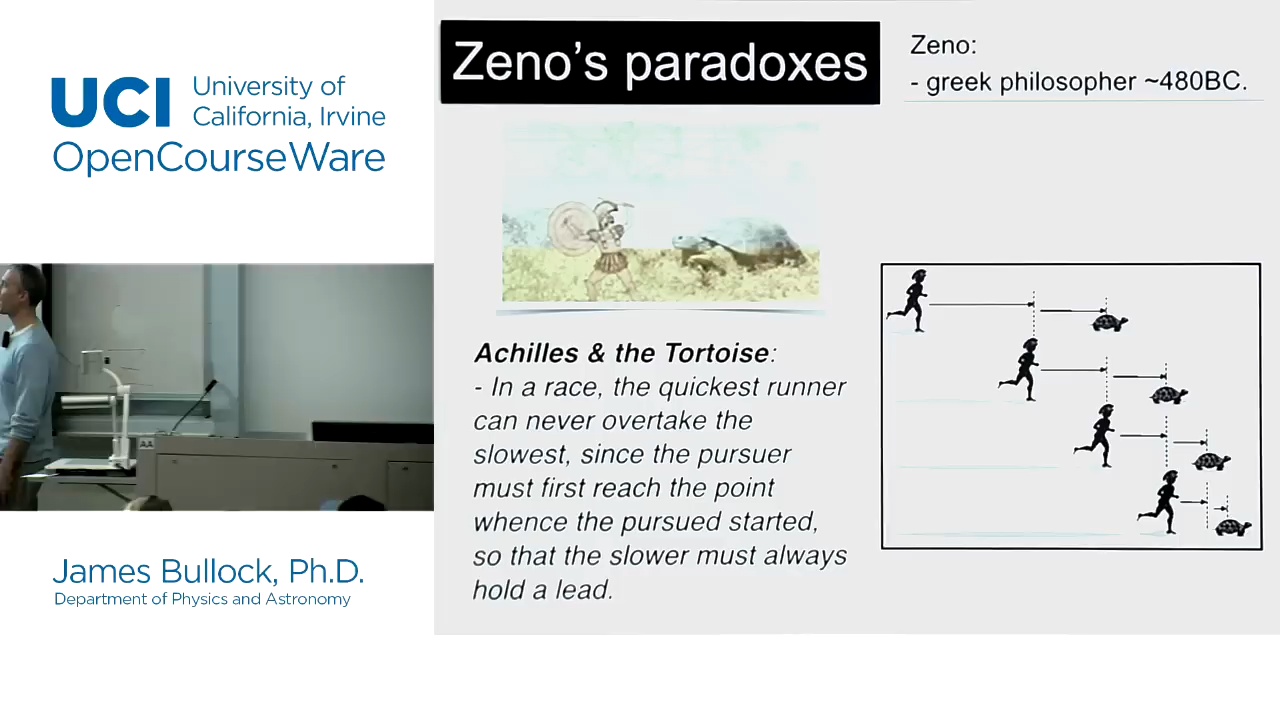 UCI University of
California, Irvine
OpenCourseWare
James Bullock, Ph.D.
Department of Physics and Astronomy
Zeno's paradoxes
Zeno:
- greek philosopher ~480BC.
Achilles & the Tortoise:
- In a race, the quickest runner
can never overtake the
slowest, since the pursuer
must first reach the point
whence the pursued started,
so that the slower must always
hold a lead.